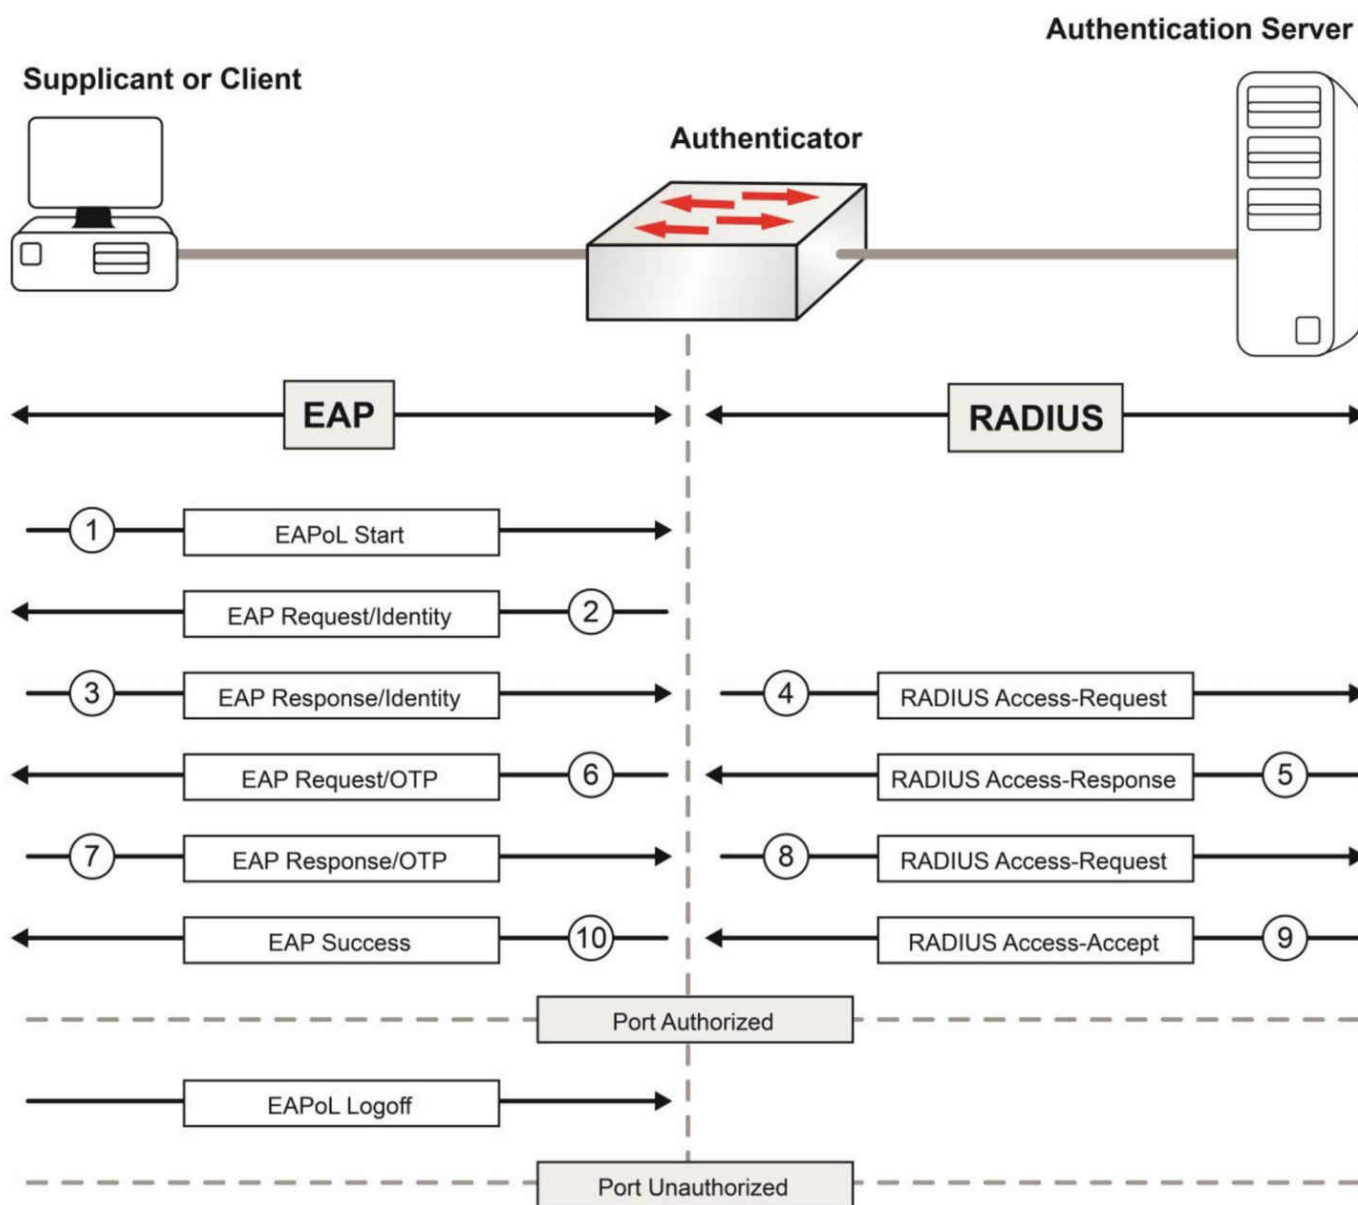 Authentication Server
Supplicant or Client
Authenticator
EAP
RADIUS
1
EAPoL Start
EAP Request/Identity
2
3
EAP Response/Identity
4
RADIUS Access-Request
EAP Request/OTP
6
RADIUS Access-Response
5
7
EAP Response/OTP
8
RADIUS Access-Request
EAP Success
10
RADIUS Access-Accept
9
Port Authorized
EAPoL Logoff
Port Unauthorized